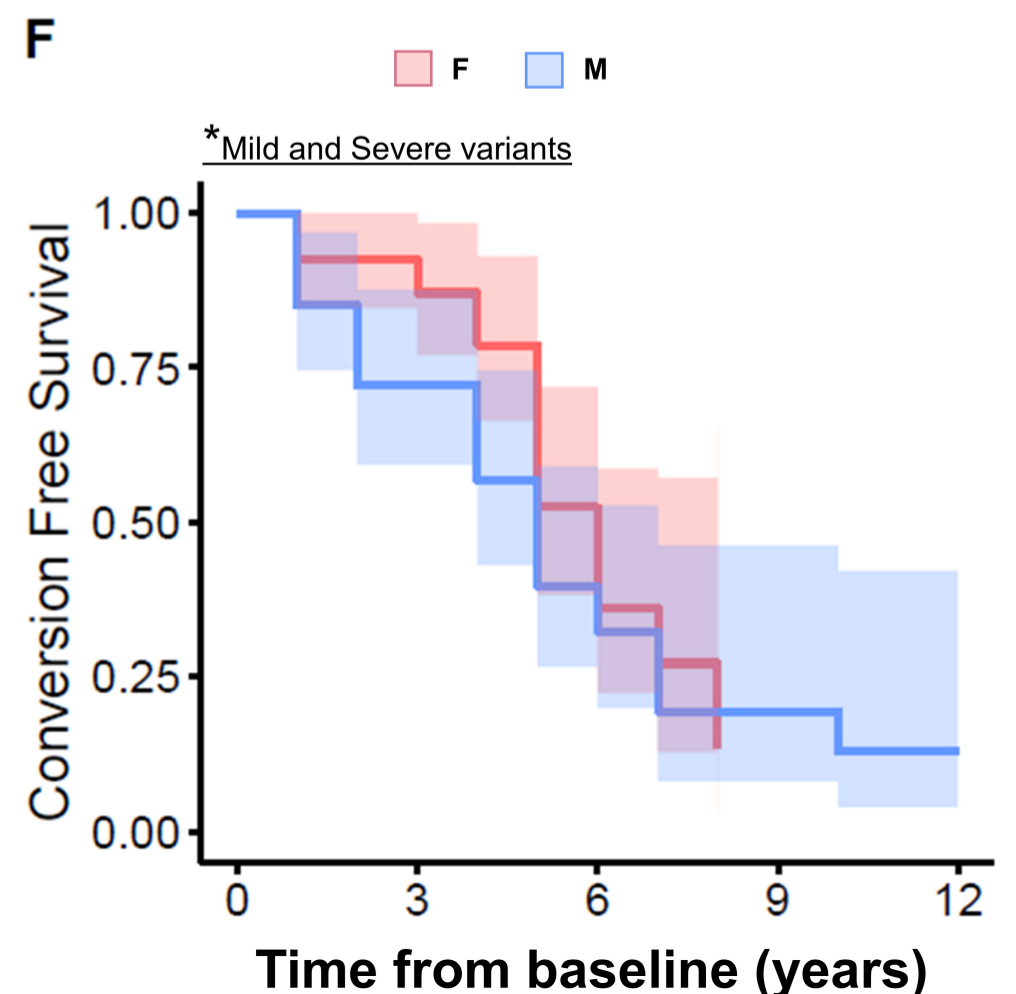 F
F M
*Mild and Severe variants
Conversion Free Survival
1.00
0.75
0.50
0.25
0.00
0 3 6 9 12
Time from baseline (years)